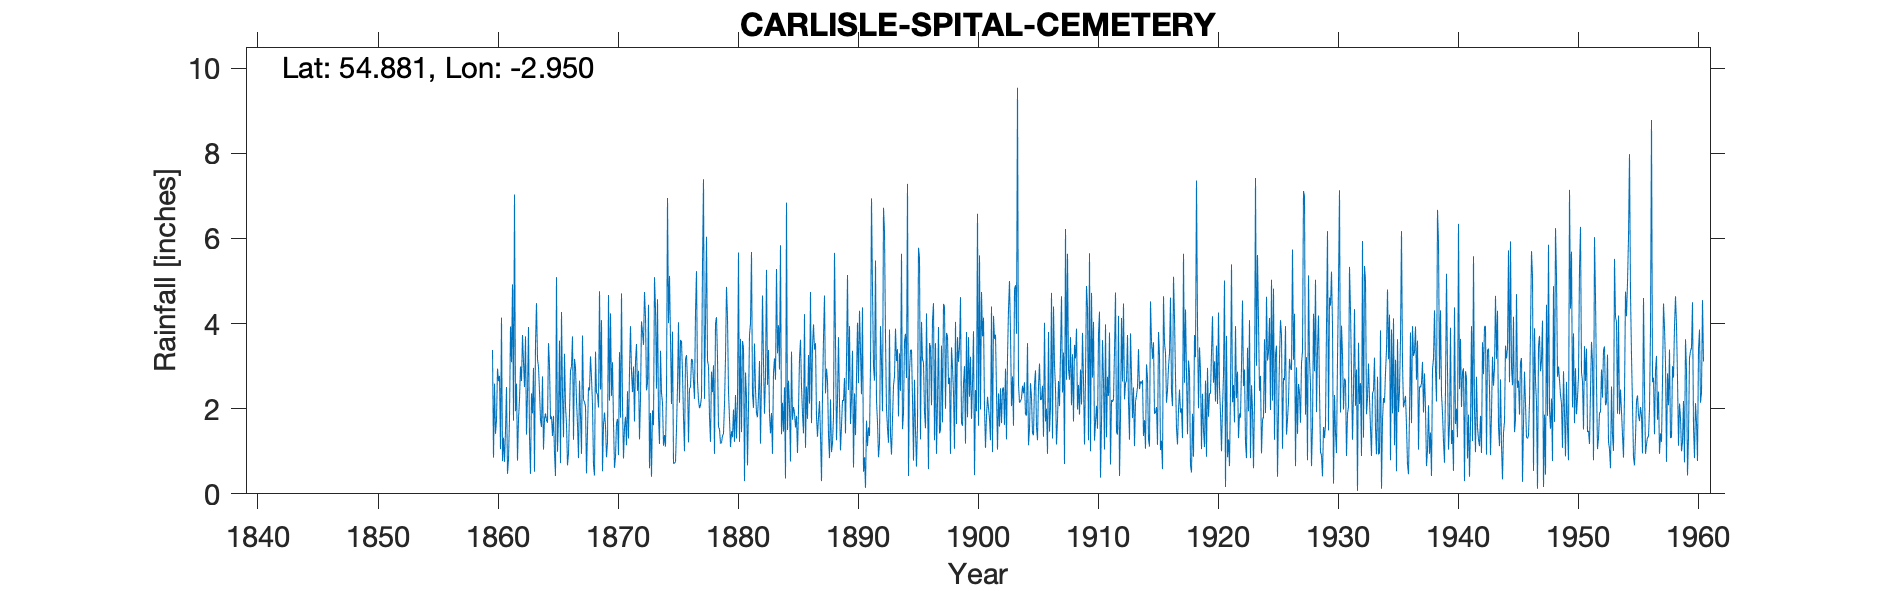 CARLISLE-SPITAL-CEMETERY
Lat: 54.881, Lon: -2.950
10
8
6
4
2
0
Rainfall [inches]
1840 1850 1860 1870 1880 1890 1900 1910 1920 1930 1940 1950 1960
Year